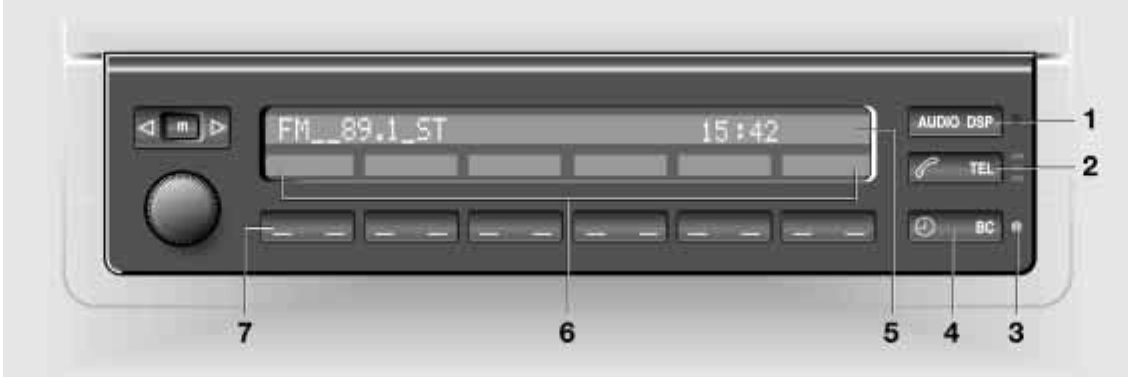 m
FM__89.1_ST 15:42
AUDIO DSP 1
TEL 2
BC
7 6 5 4 3